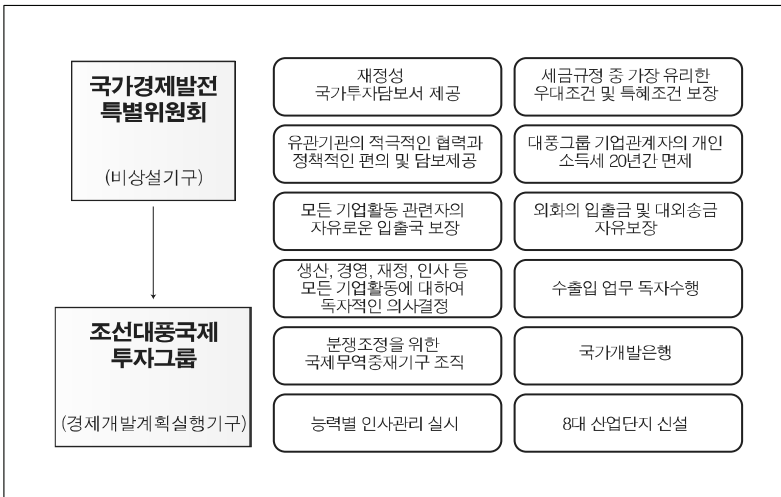 국가경제발전
특별위원회
(비상설기구)
조선대풍국제
투자그룹
(경제개발계획실행기구)
재정성
국가투자담보서 제공
세금규정 중 가장 유리한
우대조건 및 특혜조건 보장
유관기관의 적극적인 협력과
정책적인 편의 및 담보제공
대풍그룹 기업관계자의 개인
소득세 20년간 면제
모든 기업활동 관련자의
자유로운 입출국 보장
외화의 입출금 및 대외송금
자유보장
생산, 경영, 재정, 인사 등
모든 기업활동에 대하여
독자적인 의사결정
수출입 업무 독자수행
분쟁조정을 위한
국제무역중재기구 조직
국가개발은행
능력별 인사관리 실시
8대 산업단지 신설